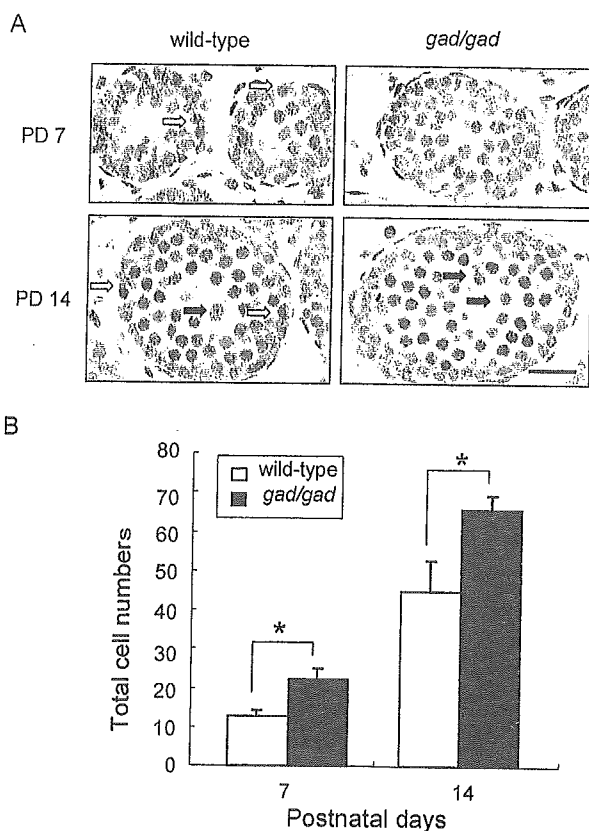 A
wild-type gad/gad
PD 7
PD 14
B
80
70
60
50
40
30
20
10
0
wild-type
gad/gad
*
*
Total cell numbers
7 14
Postnatal days